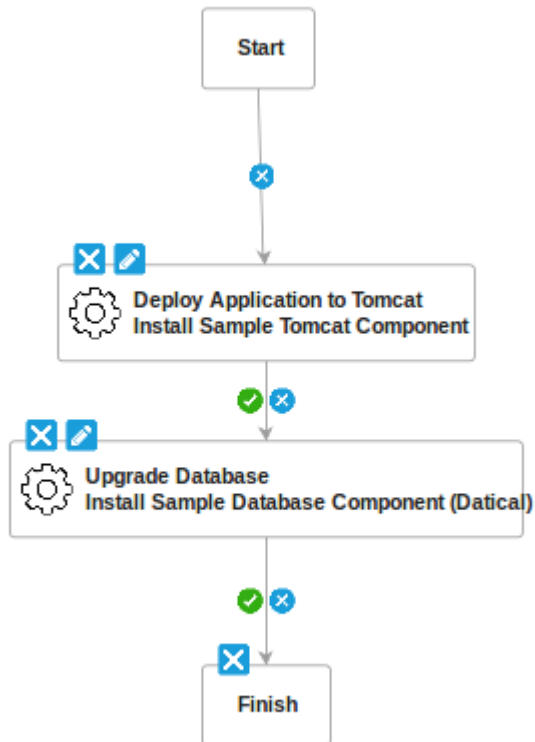 Start
Deploy Application to Tomcat
Install Sample Tomcat Component
Upgrade Database
Install Sample Database Component (Datical)
Finish